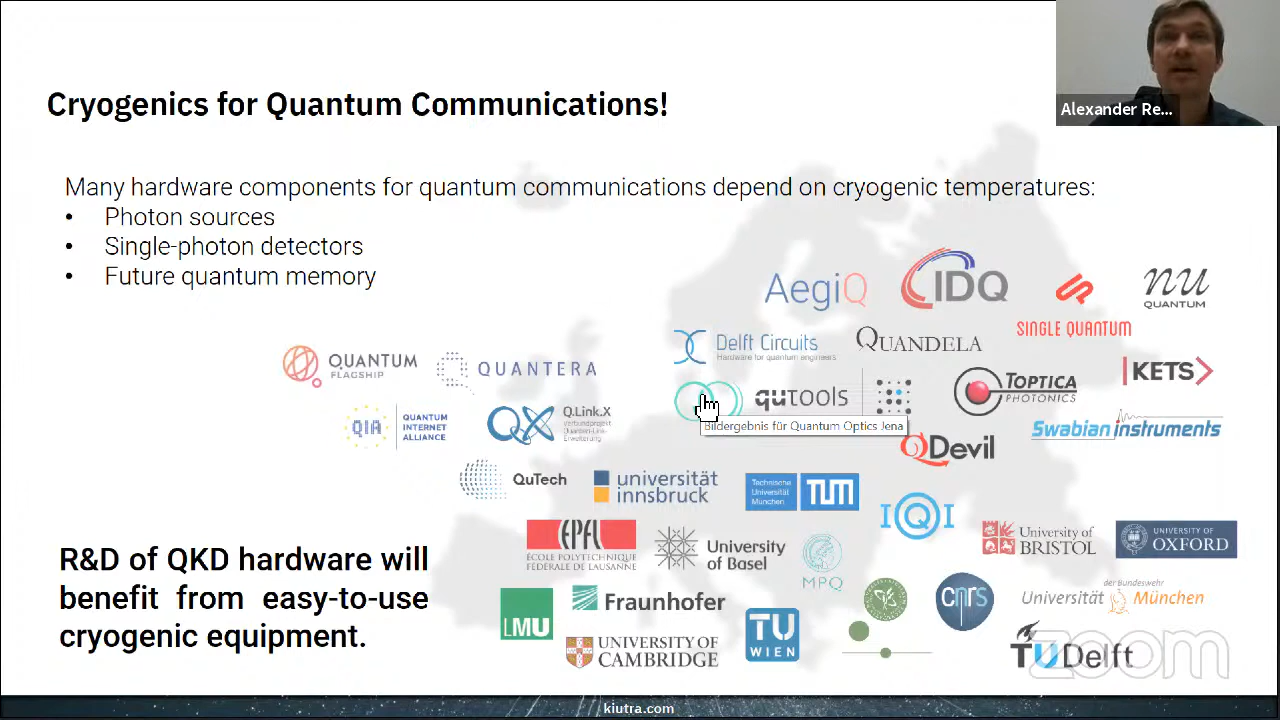 Alexander Re...
Cryogenics for Quantum Communications!
Many hardware components for quantum communications depend on cryogenic temperatures:
• Photon sources
• Single-photon detectors
• Future quantum memory
AegiQ
IDQ
SINGLE QUANTUM
nu
QUANTUM
Delft Circuits
Hardware for quantum engineers
QUANDELA
QUANTUM
FLAGSHIP
QUANTERA
qutools
TOPTICA
PHOTONICS
KETS
QIA
QUANTUM
INTERNET
ALLIANCE
QX
Q.Link.X
Verbundprojekt
Quanten-Link-
Erweiterung
Bildergebnis für Quantum Optics Jena
QDevil
Swabian instruments
QuTech
universität
innsbruck
Technische
Universität
München
TUM
IQI
EPFL
ÉCOLE POLYTECHNIQUE
FÉDÉRALE DE LAUSANNE
University
of Basel
MPQ
University of
BRISTOL
UNIVERSITY OF
OXFORD
R&D of QKD hardware will
benefit from easy-to-use
cryogenic equipment.
LMU
Fraunhofer
UNIVERSITY OF
CAMBRIDGE
TU
WIEN
cnrs
der Bundeswehr
Universität München
TUDelft
zoom
kiutra.com